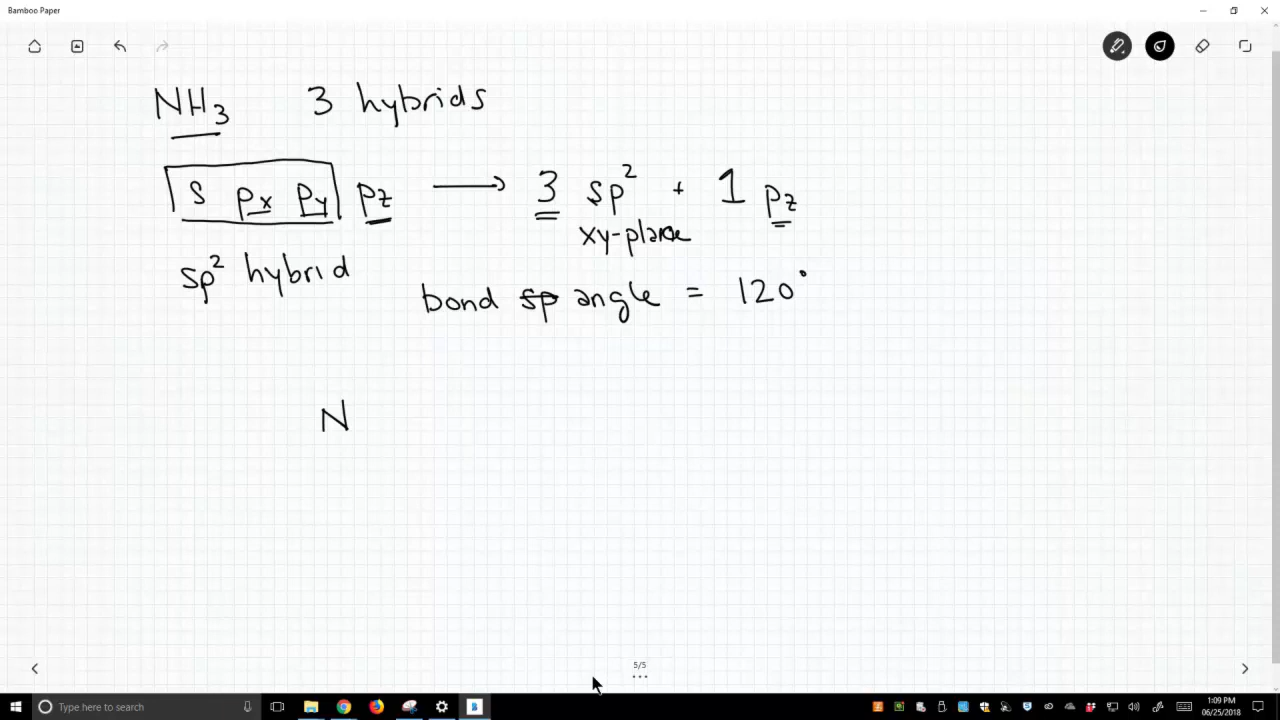 Bamboo Paper
NH₃ 3 hybrids
s px py pz → 3 sp² + 1 pz
xy-plane
sp² hybrid
bond sp angle = 120°
N
5/5
Type here to search
1:09 PM
06/25/2018